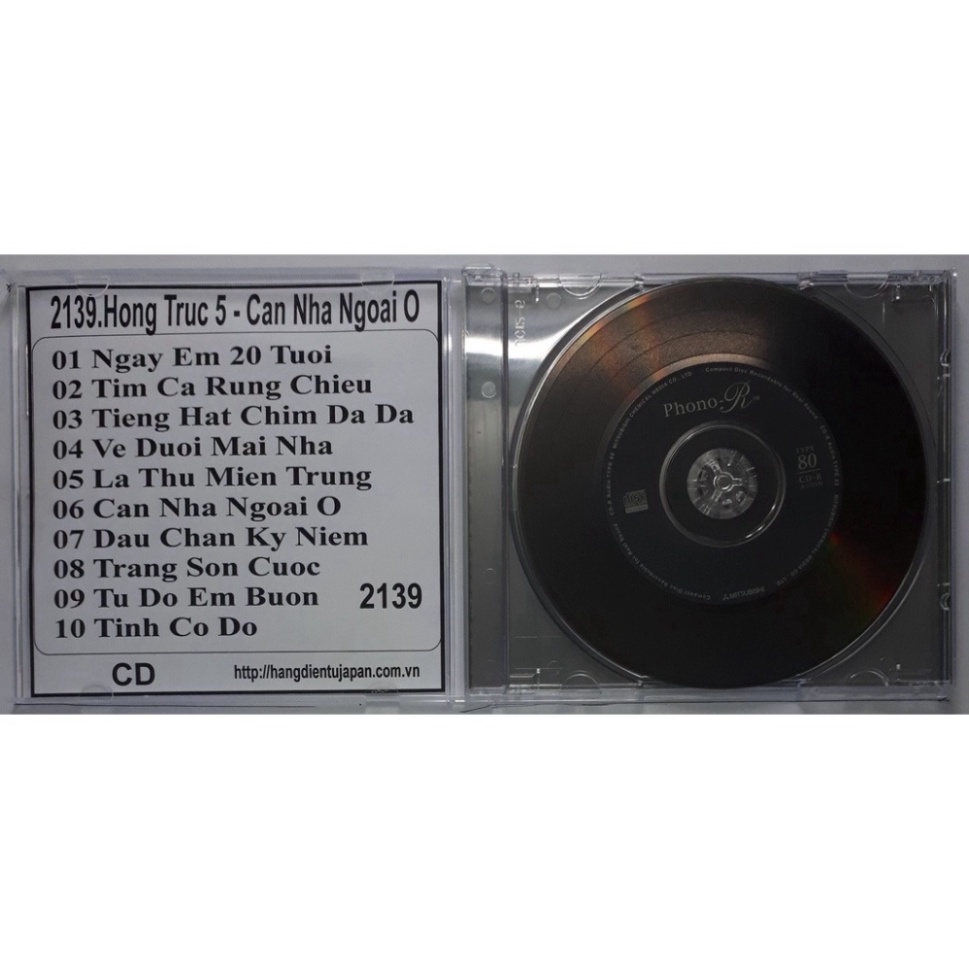 2139.Hong Truc 5 - Can Nha Ngoai O
01 Ngay Em 20 Tuoi
02 Tim Ca Rung Chieu
03 Tieng Hat Chim Da Da
04 Ve Duoi Mai Nha
05 La Thu Mien Trung
06 Can Nha Ngoai O
07 Dau Chan Ky Niem
08 Trang Son Cuoc
09 Tu Do Em Buon
2139
10 Tinh Co Do
CD
http://hangdientujapan.com.vn
Phono-R
TYPE
80
CD-R
MITSUBISHI